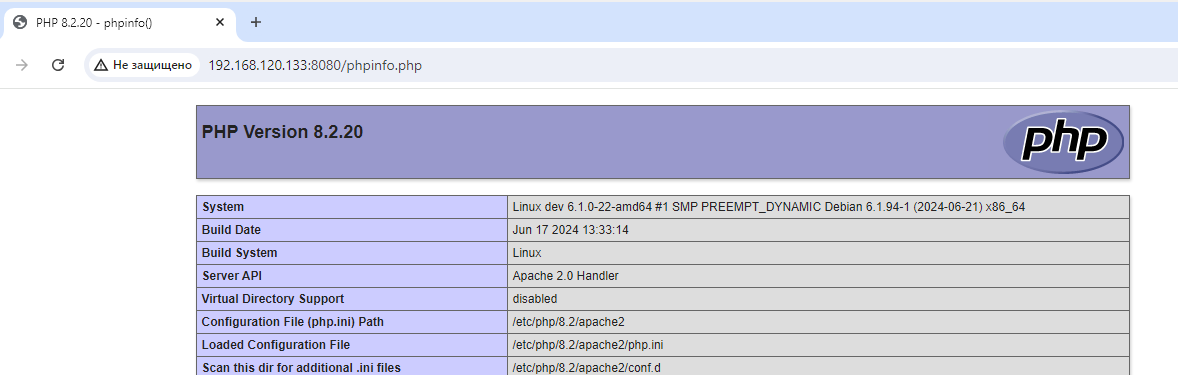 PHP 8.2.20 - phpinfo()
Не защищено 192.168.120.133:8080/phpinfo.php
PHP Version 8.2.20 php
System Linux dev 6.1.0-22-amd64 #1 SMP PREEMPT_DYNAMIC Debian 6.1.94-1 (2024-06-21) x86_64
Build Date Jun 17 2024 13:33:14
Build System Linux
Server API Apache 2.0 Handler
Virtual Directory Support disabled
Configuration File (php.ini) Path /etc/php/8.2/apache2
Loaded Configuration File /etc/php/8.2/apache2/php.ini
Scan this dir for additional .ini files /etc/php/8.2/apache2/conf.d